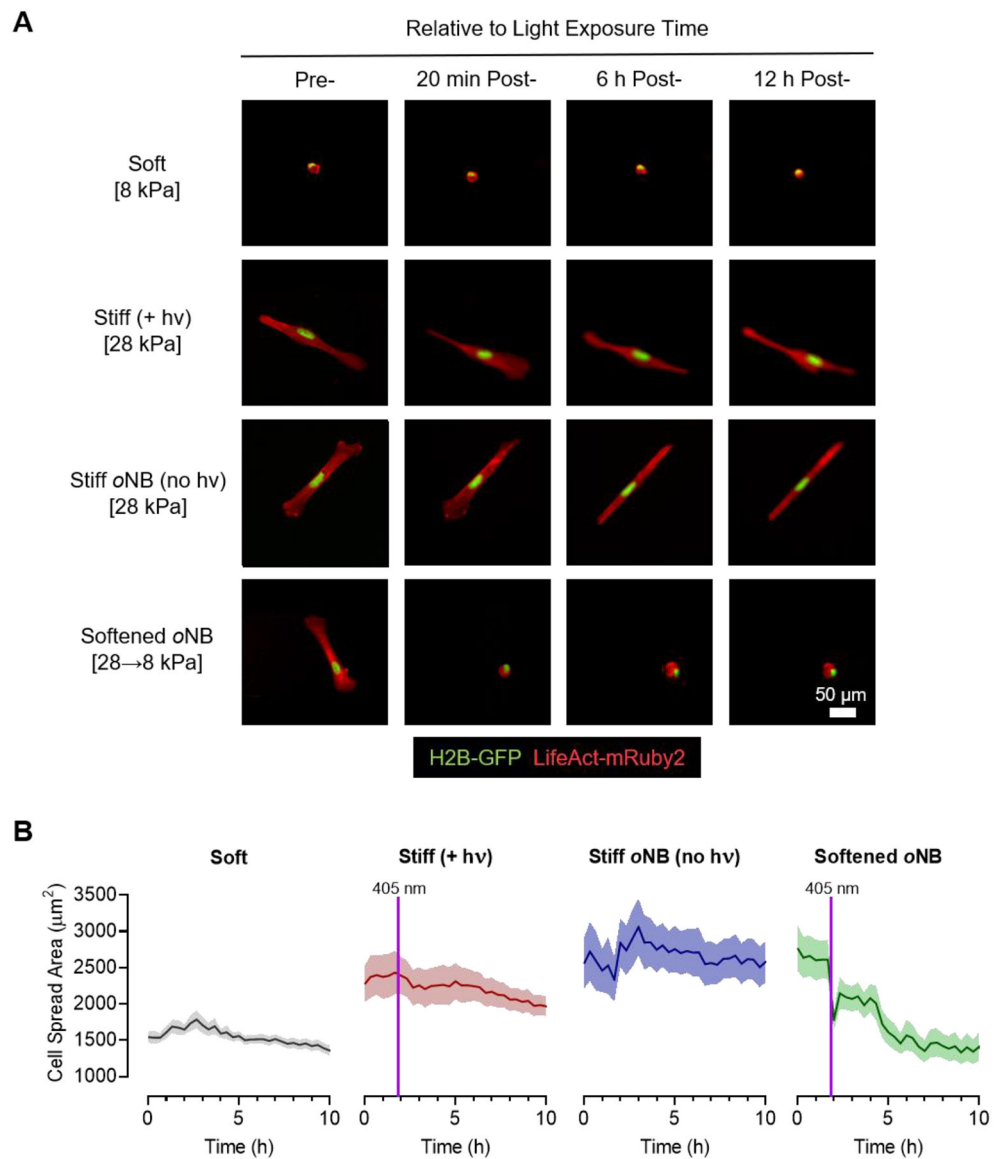 A
Relative to Light Exposure Time
Pre-
20 min Post-
6 h Post-
12 h Post-
Soft
[8 kPa]
Stiff (+ hv)
[28 kPa]
Stiff oNB (no hv)
[28 kPa]
Softened oNB
[28→8 kPa]
50 µm
H2B-GFP LifeAct-mRuby2
B
Soft
Stiff (+ hν)
Stiff oNB (no hν)
Softened oNB
405 nm
405 nm
Cell Spread Area (µm²)
3500
3000
2500
2000
1500
1000
0 5 10
0 5 10
0 5 10
0 5 10
Time (h)
Time (h)
Time (h)
Time (h)